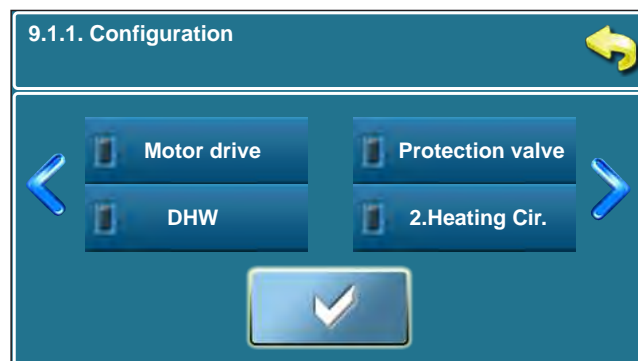 9.1.1. Configuration
Motor drive
Protection valve
DHW
2.Heating Cir.